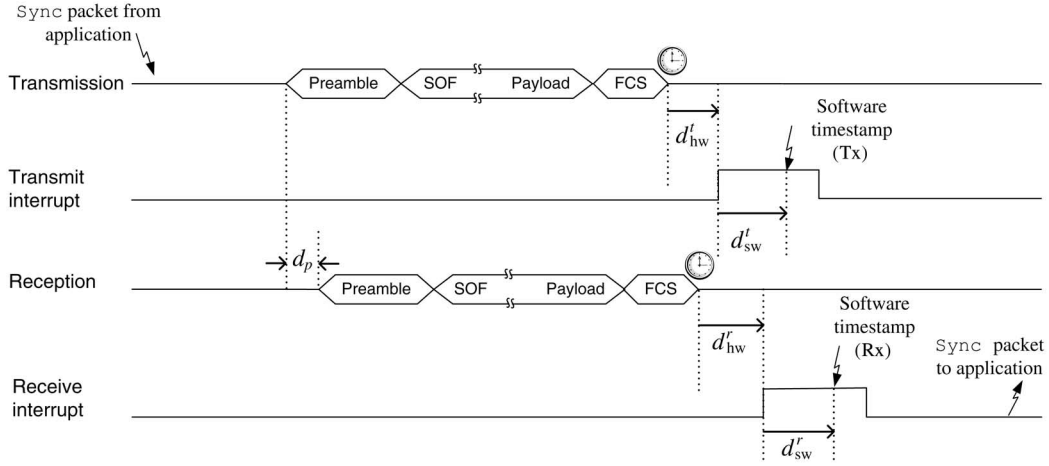 Sync packet from
application
Transmission
Preamble
SOF
Payload
FCS
d^t_hw
Software
timestamp
(Tx)
Transmit
interrupt
d^t_sw
d_p
Reception
Preamble
SOF
Payload
FCS
d^r_hw
Software
timestamp
(Rx)
Sync packet
to application
Receive
interrupt
d^r_sw